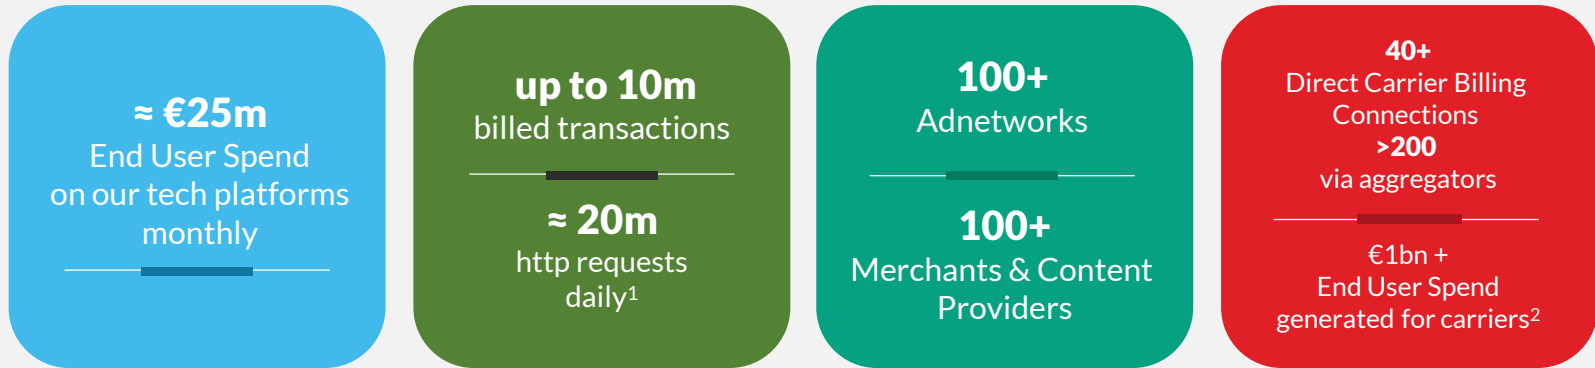 ≈ €25m
End User Spend
on our tech platforms
monthly
up to 10m
billed transactions
≈ 20m
http requests
daily¹
100+
Adnetworks
100+
Merchants & Content
Providers
40+
Direct Carrier Billing
Connections
>200
via aggregators
€1bn +
End User Spend
generated for carriers²